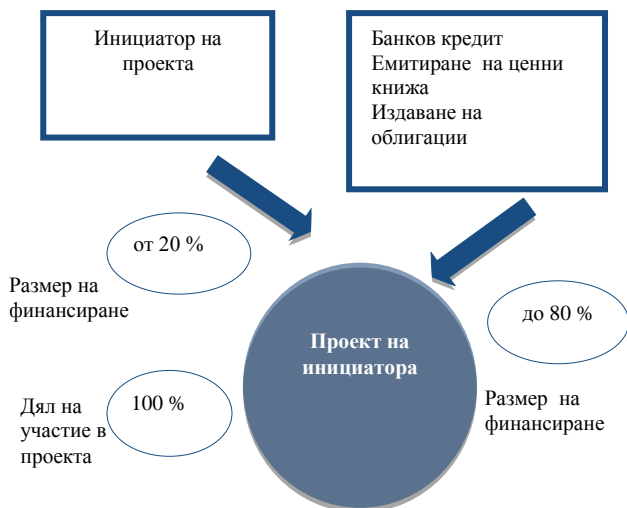 Инициатор на
проекта
Банков кредит
Емитиране на ценни
книжа
Издаване на
облигации
от 20 %
Размер на
финансиране
до 80 %
Проект на
инициатора
100 %
Дял на
участие в
проекта
Размер на
финансиране